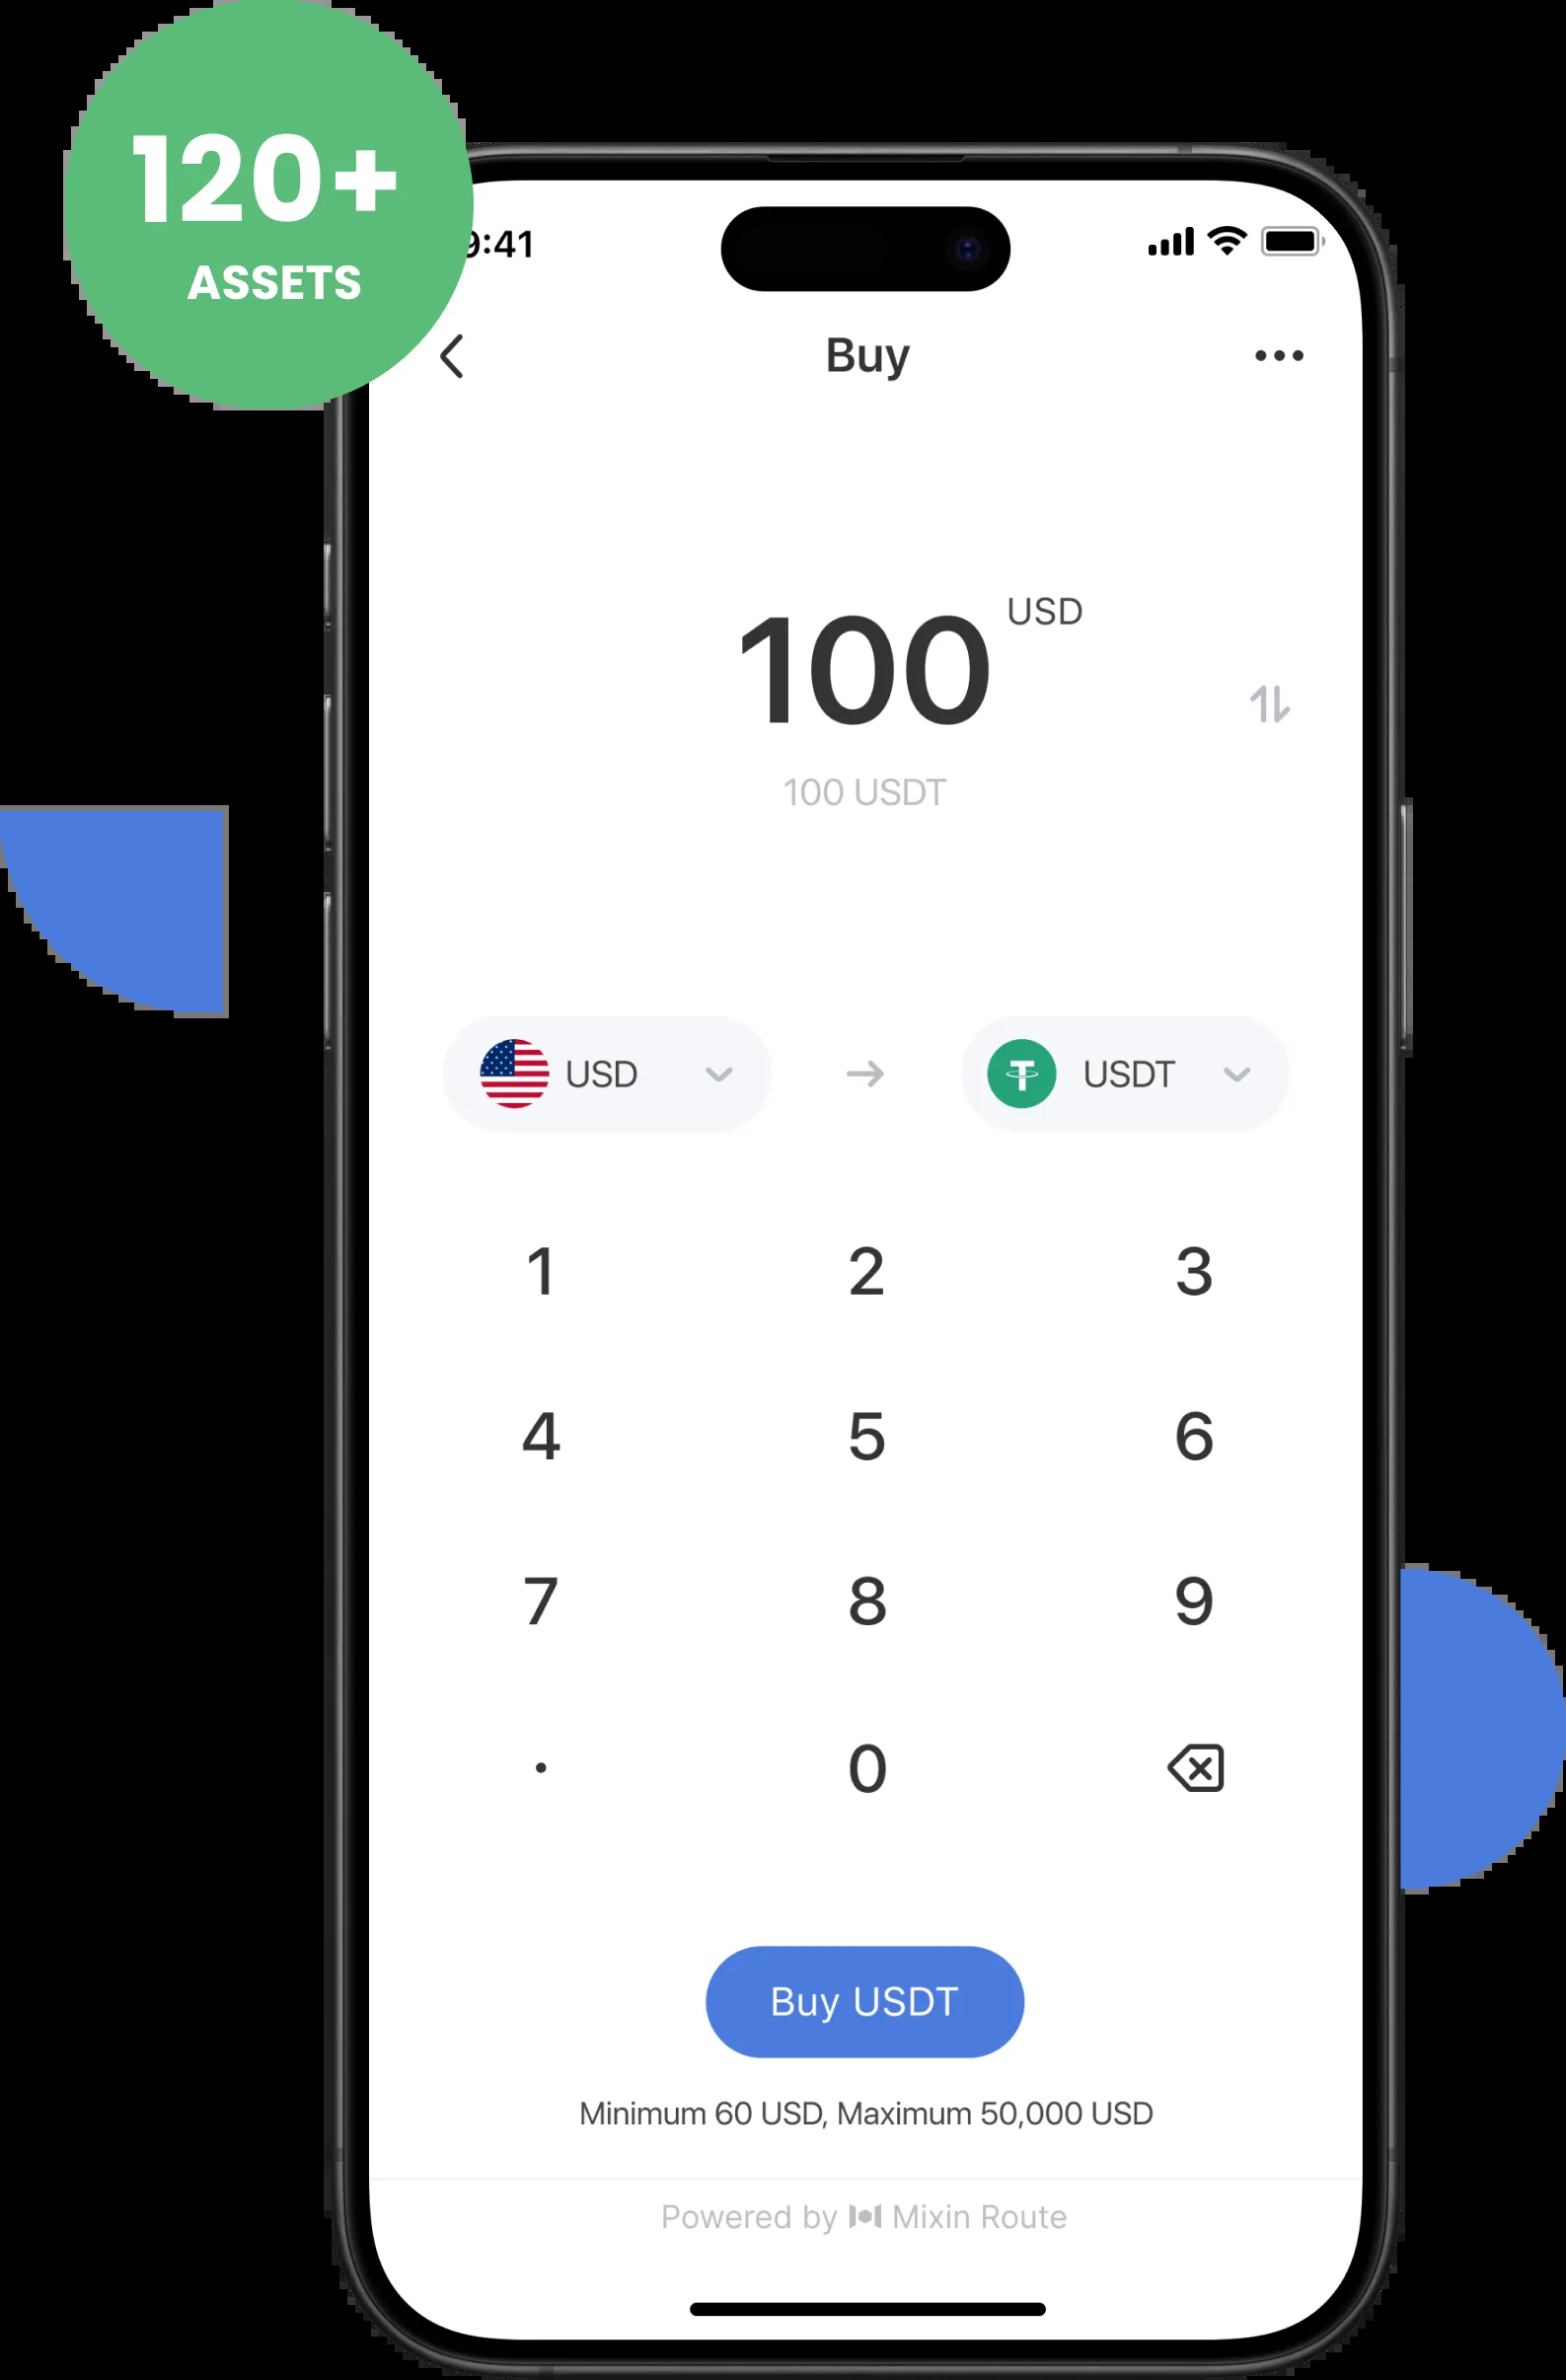 120+
ASSETS
9:41
Buy
100 USD
100 USDT
USD
USDT
1 2 3
4 5 6
7 8 9
. 0
Buy USDT
Minimum 60 USD, Maximum 50,000 USD
Powered by Mixin Route